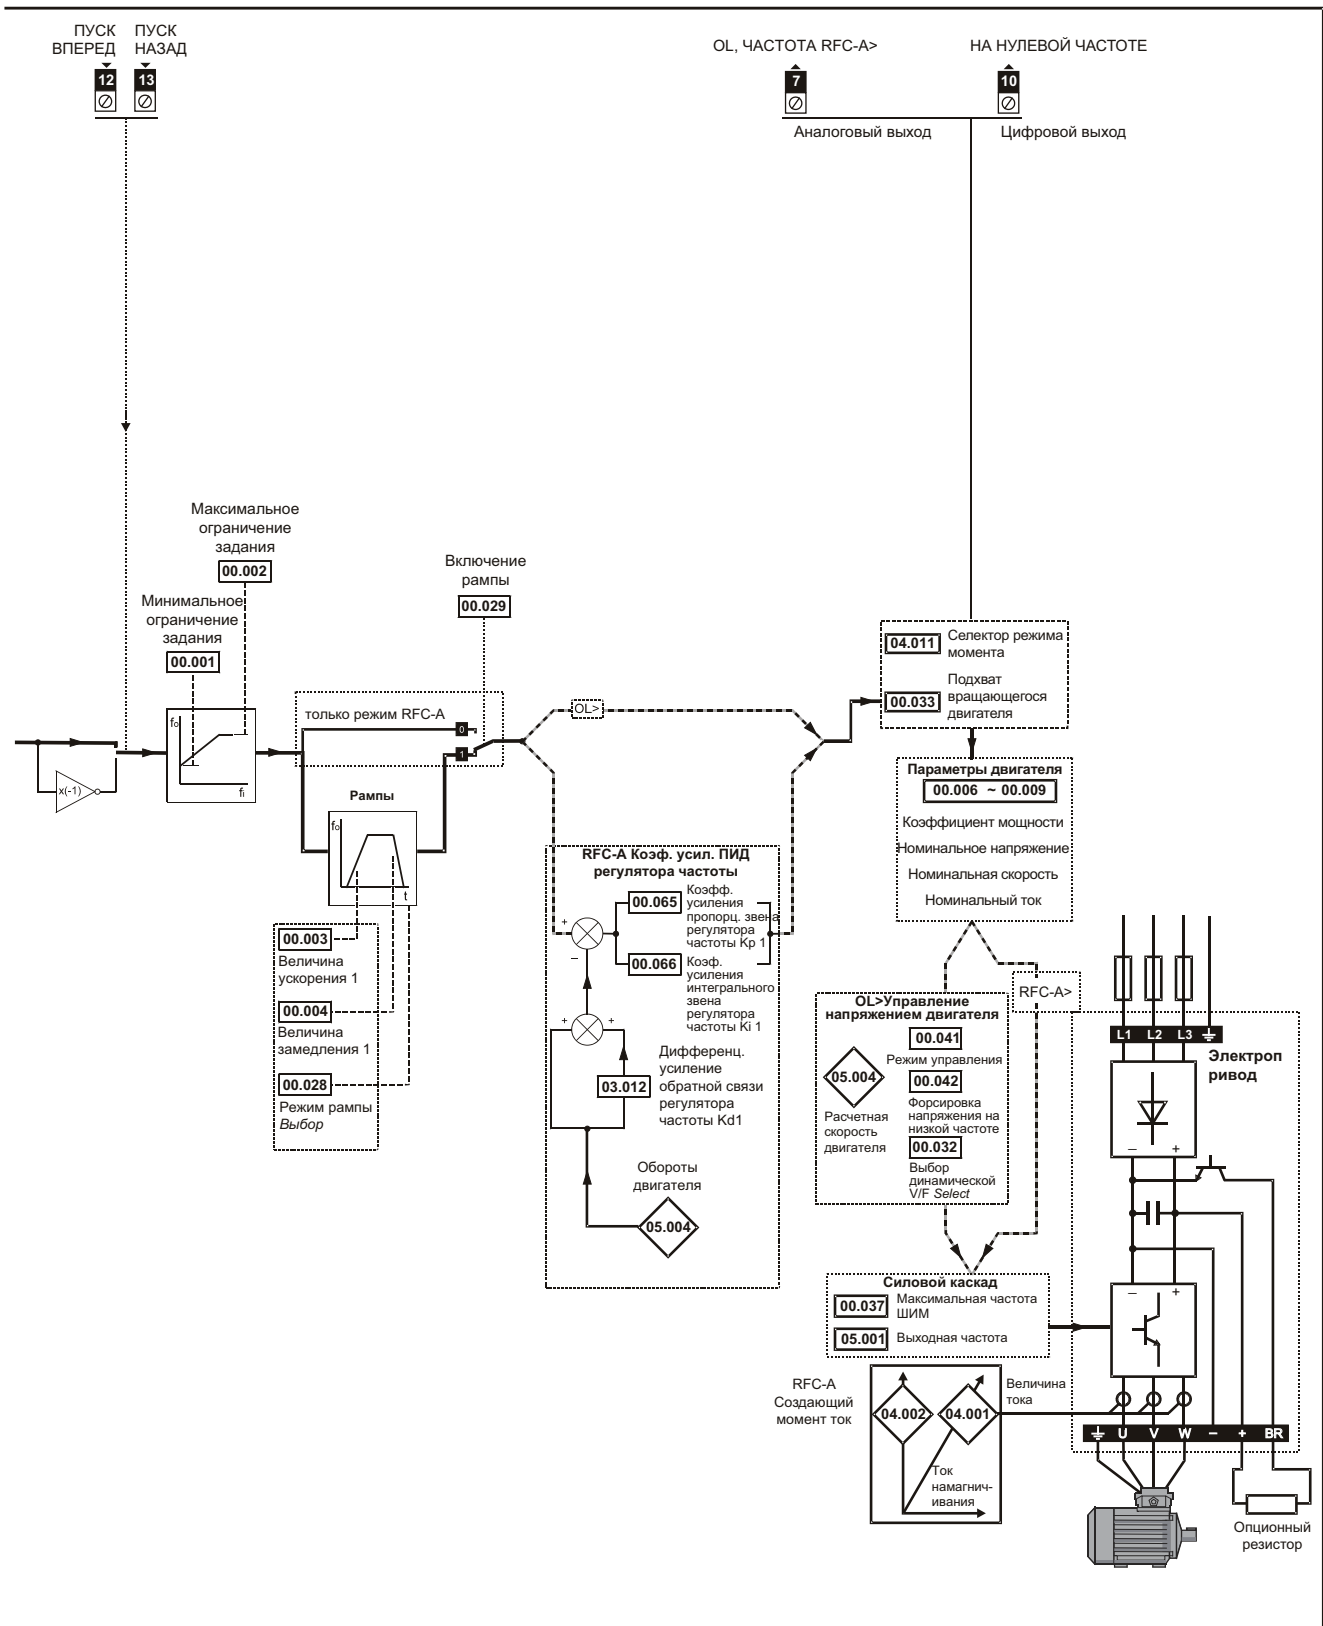 ПУСК
ВПЕРЕД
ПУСК
НАЗАД
12
13
OL, ЧАСТОТА RFC-A>
НА НУЛЕВОЙ ЧАСТОТЕ
7
10
Аналоговый выход
Цифровой выход
Максимальное
ограничение
задания
00.002
Минимальное
ограничение
задания
00.001
Включение
рампы
00.029
04.011
Селектор режима
момента
00.033
Подхват
вращающегося
двигателя
только режим RFC-A
0
1
OL>
fo
fi
x(-1)
Рампы
fo
t
Параметры двигателя
00.006 ~ 00.009
Коэффициент мощности
Номинальное напряжение
Номинальная скорость
Номинальный ток
RFC-A Коэф. усил. ПИД
регулятора частоты
00.065
Коэфф.
усиления
пропорц. звена
регулятора
частоты Kp 1
+
–
00.066
Коэф.
усиления
интегрального
звена
регулятора
частоты Ki 1
+
+
03.012
Дифференц.
усиление
обратной связи
регулятора
частоты Kd1
Обороты
двигателя
05.004
00.003
Величина
ускорения 1
00.004
Величина
замедления 1
00.028
Режим рампы
Выбор
RFC-A>
OL>Управление
напряжением двигателя
00.041
Режим управления
05.004
00.042
Расчетная
скорость
двигателя
Форсировка
напряжения на
низкой частоте
00.032
Выбор
динамической
V/F Select
L1
L2
L3
Электроп
ривод
–
+
Силовой каскад
00.037
Максимальная частота
ШИМ
05.001
Выходная частота
–
+
RFC-A
Создающий
момент ток
04.002
04.001
Величина
тока
Ток
намагнич-
ивания
U
V
W
–
+
BR
Опционный
резистор